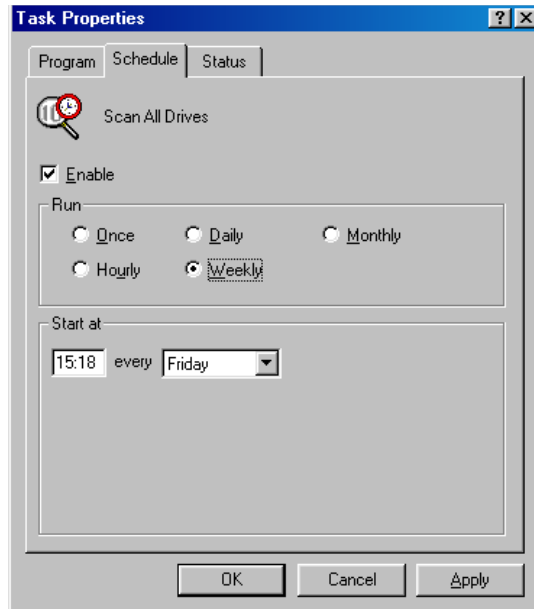 Task Properties
Program Schedule Status
Scan All Drives
Enable
Run
Once Daily Monthly
Hourly Weekly
Start at
15:18 every Friday
OK Cancel Apply